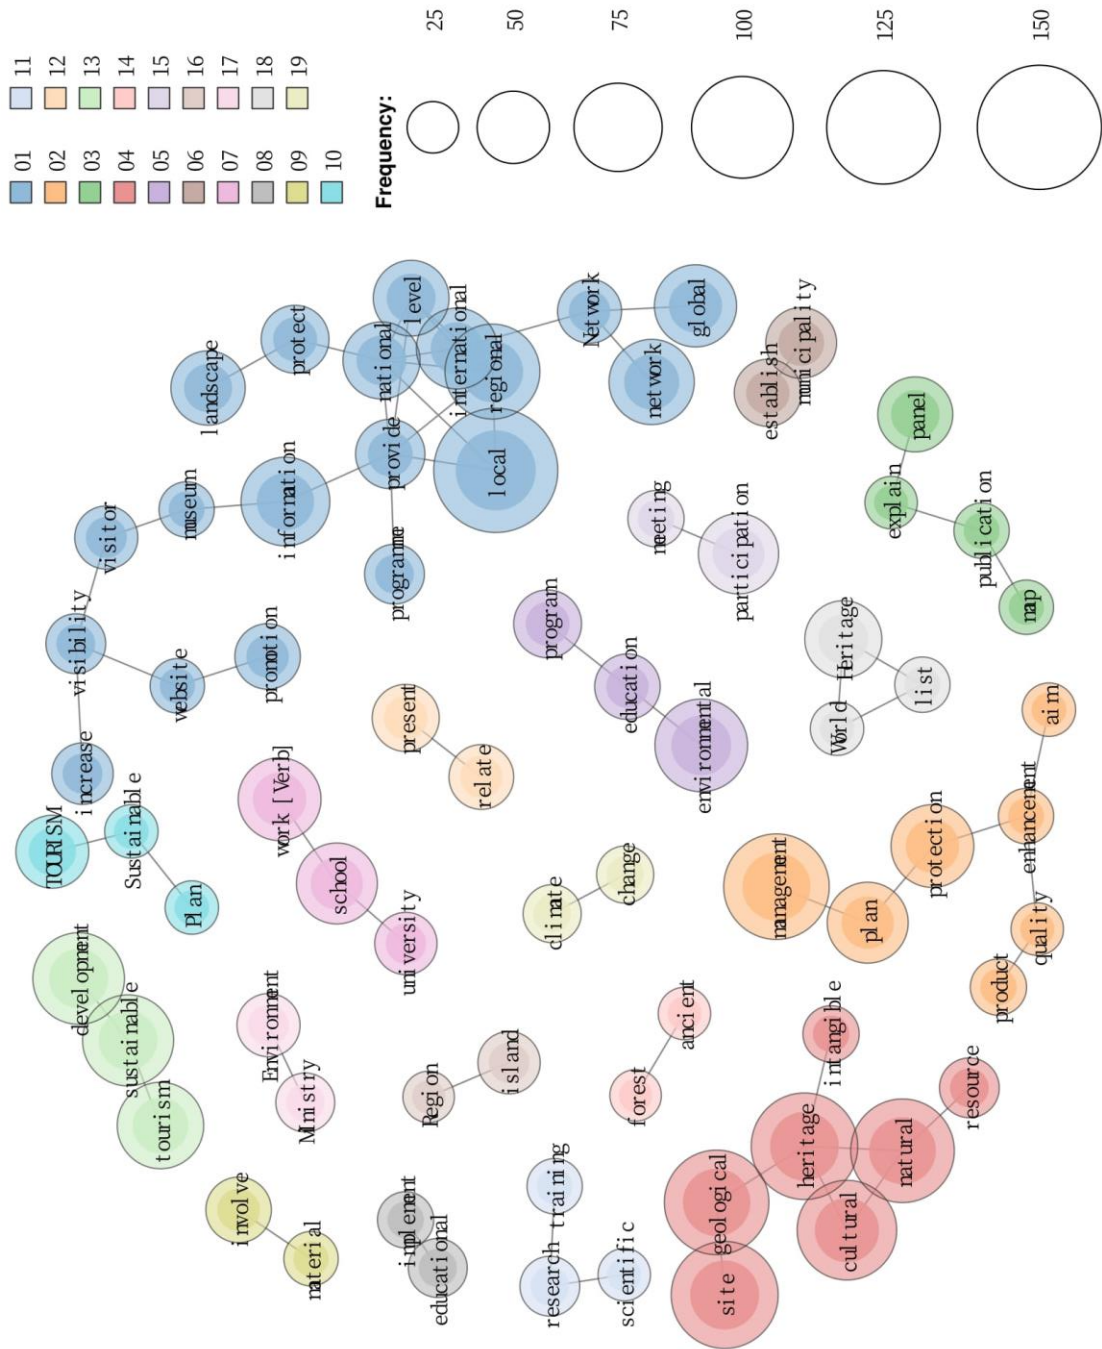 01
02
03
04
05
06
07
08
09
10
11
12
13
14
15
16
17
18
19
Frequency:
25
50
75
100
125
150
TOURISM
Sustainable
Plan
increase
visibility
visitor
museum
information
website
promotion
landscape
protect
national
level
international
regional
provide
local
programme
Network
network
global
establish
municipality
development
sustainable
tourism
work [Verb]
school
university
present
relate
program
education
environmental
meeting
participation
explain
panel
publication
map
World
Heritage
list
climate
change
management
plan
protection
enhancement
aim
quality
product
Environment
Ministry
Region
island
forest
ancient
involve
material
implement
educational
research
training
scientific
site
geological
heritage
intangible
cultural
natural
resource